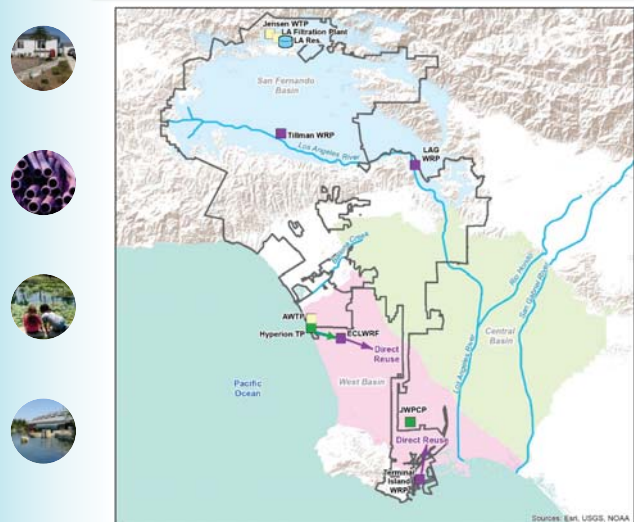 Jensen WTP
LA Filtration Plant
LA Res.
San Fernando
Basin
Tillman WRP
Los Angeles River
LAG
WRP
Ballona Creek
Rio Hondo
San Gabriel River
AWTP
Hyperion TP
ECLWRF
Direct
Reuse
Central
Basin
Los Angeles River
West Basin
Pacific
Ocean
JWPCP
Direct Reuse
Terminal
Island
WRP
Sources: Esri, USGS, NOAA